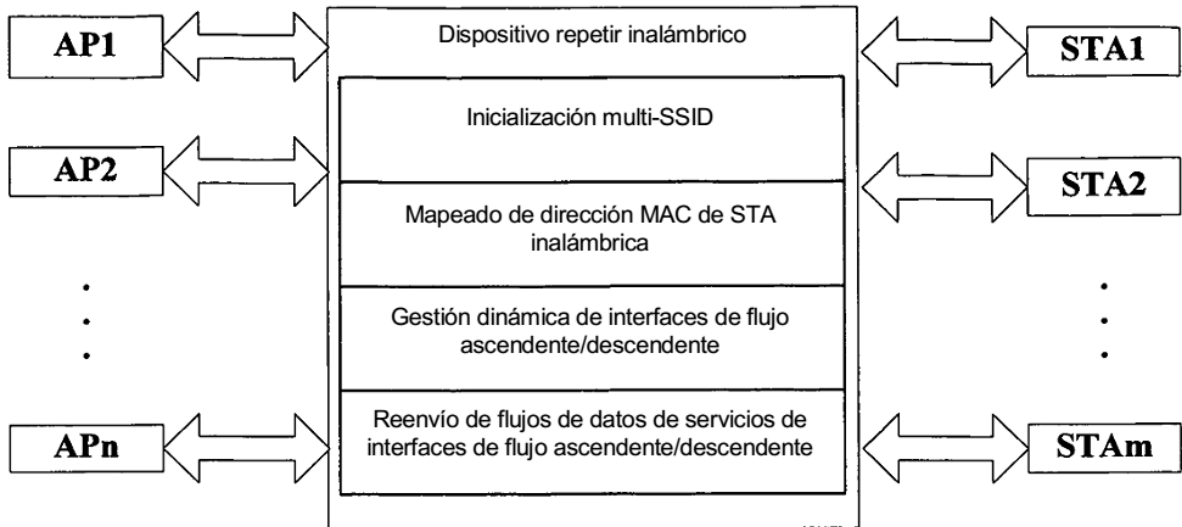 AP1
Dispositivo repetir inalámbrico
STA1
Inicialización multi-SSID
AP2
STA2
Mapeado de dirección MAC de STA
inalámbrica
Gestión dinámica de interfaces de flujo
ascendente/descendente
Reenvío de flujos de datos de servicios de
interfaces de flujo ascendente/descendente
APn
STAm